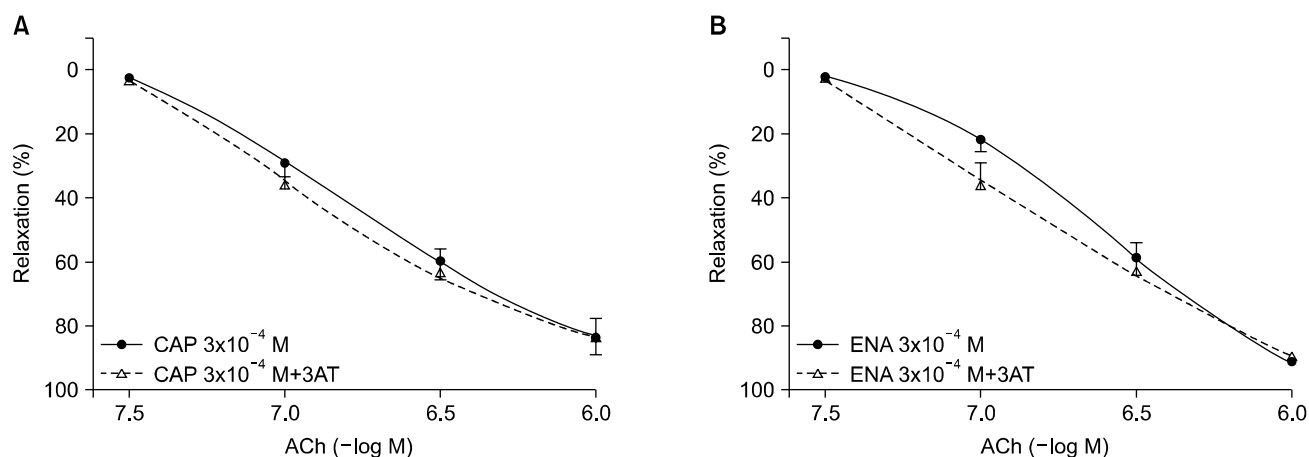 A
Relaxation (%)
0
20
40
60
80
100
CAP 3x10⁻⁴ M
CAP 3x10⁻⁴ M+3AT
7.5 7.0 6.5 6.0
ACh (−log M)
B
Relaxation (%)
0
20
40
60
80
100
ENA 3x10⁻⁴ M
ENA 3x10⁻⁴ M+3AT
7.5 7.0 6.5 6.0
ACh (−log M)